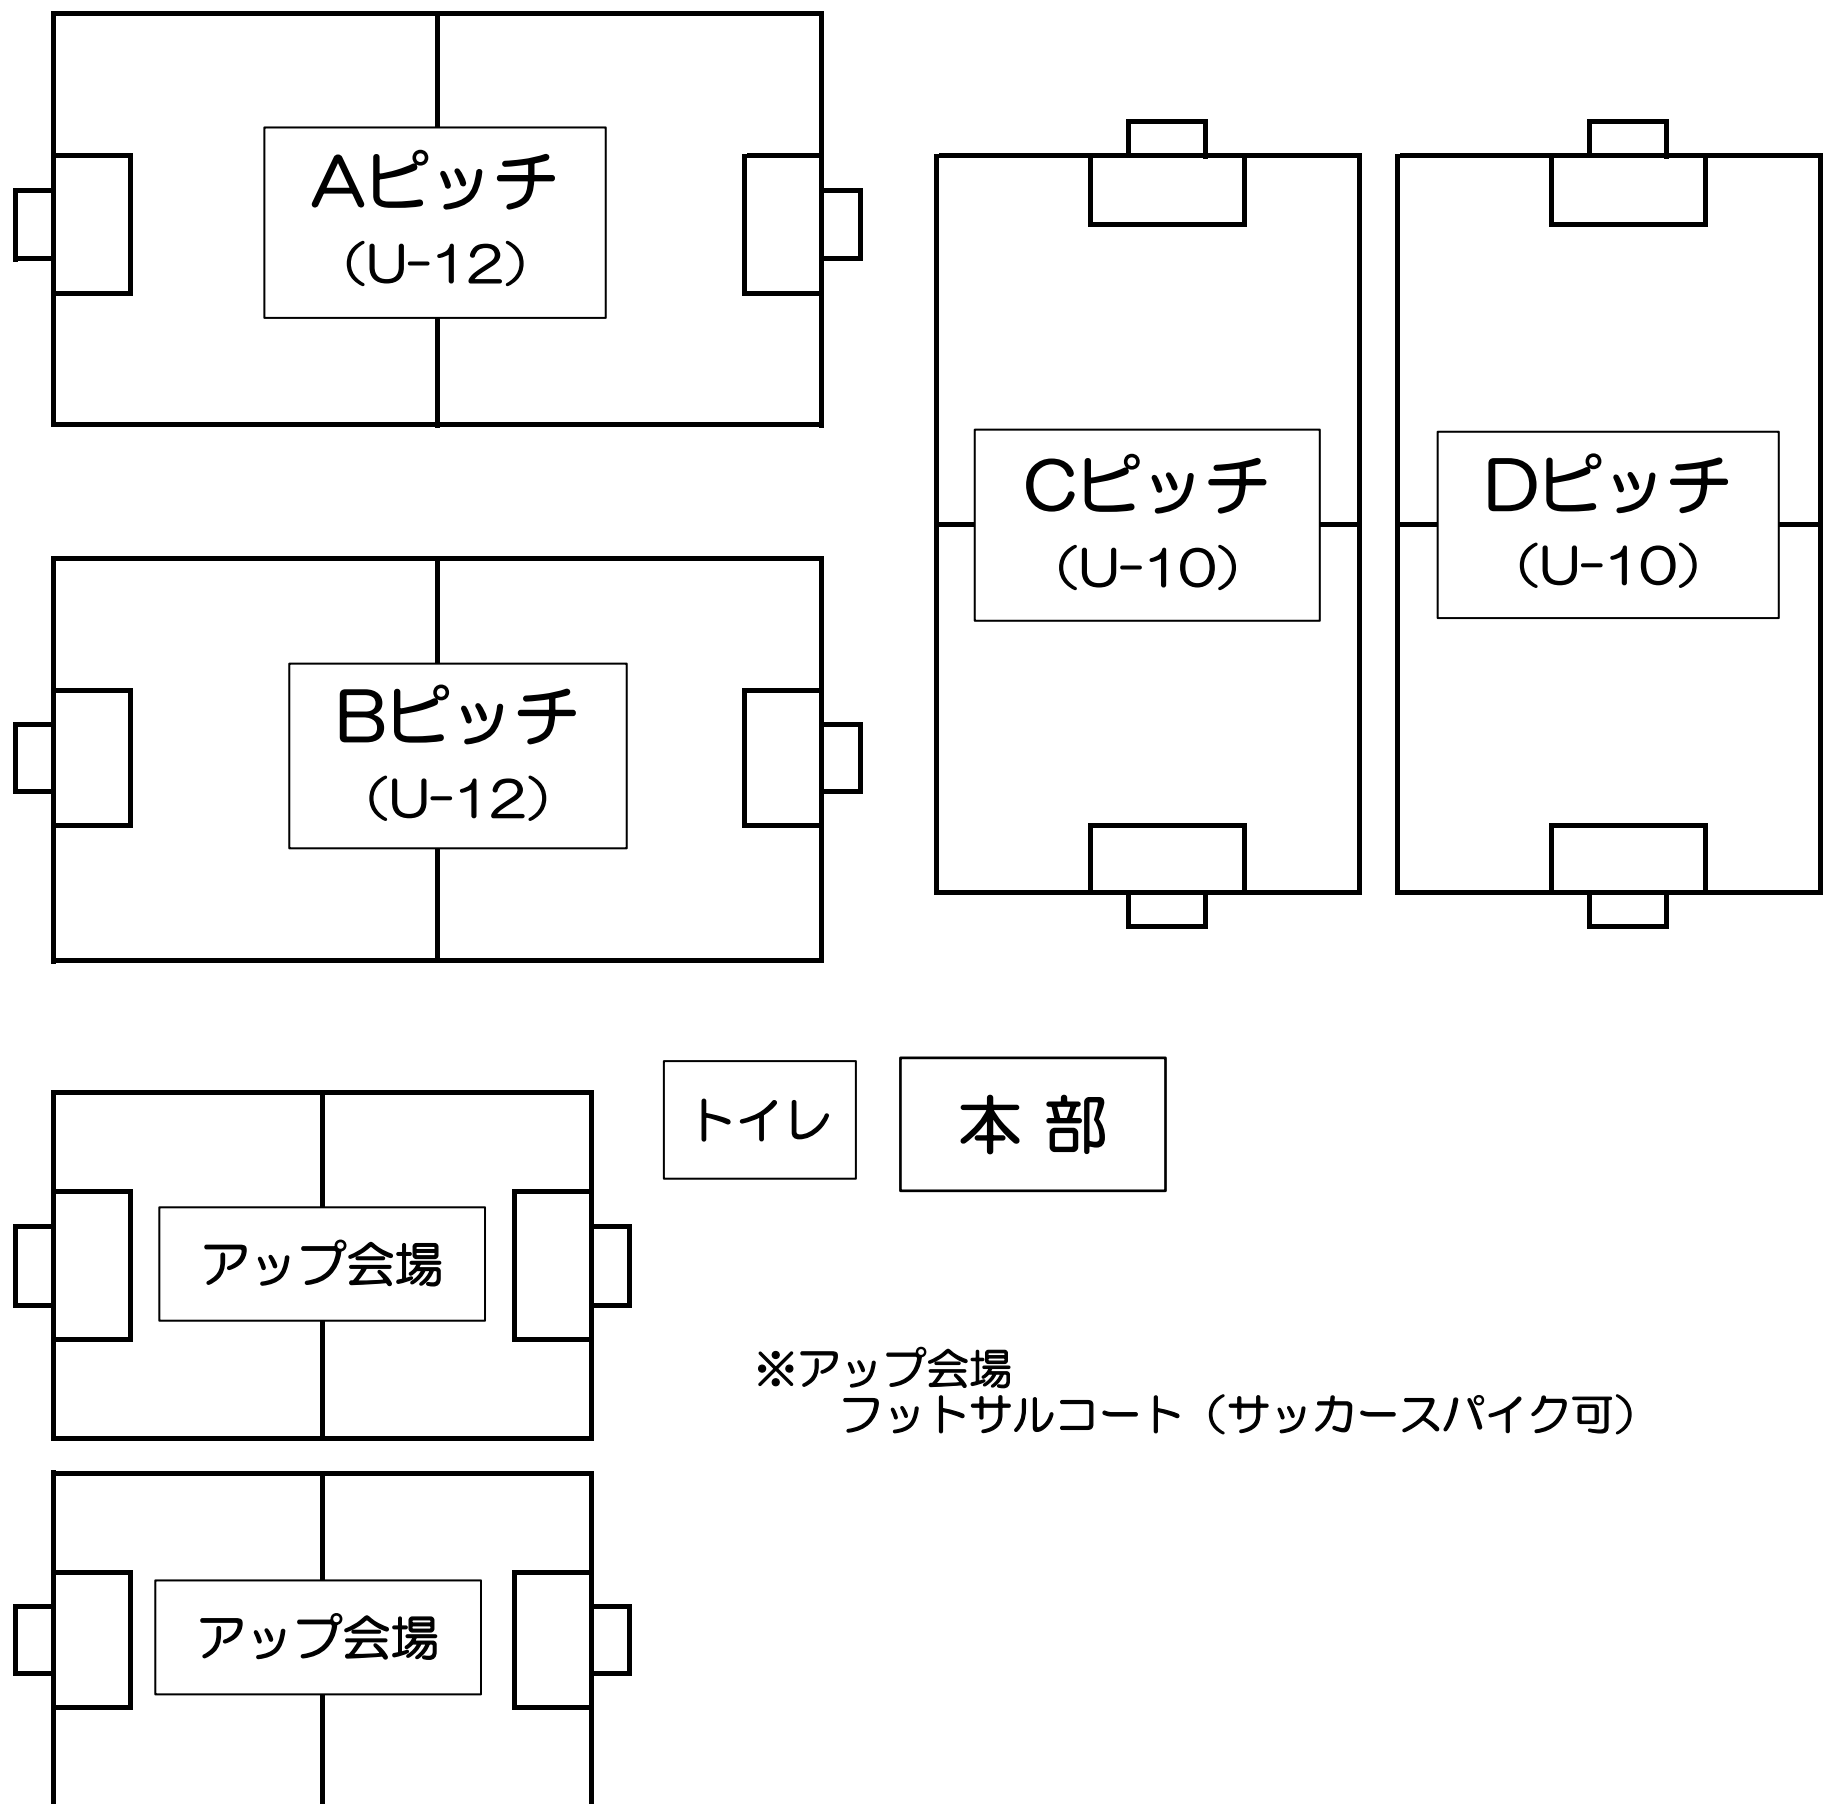 Aピッチ
（U-12）
Cピッチ
（U-10）
Dピッチ
（U-10）
Bピッチ
（U-12）
トイレ
本 部
アップ会場
※アップ会場
フットサルコート（サッカースパイク可）
アップ会場